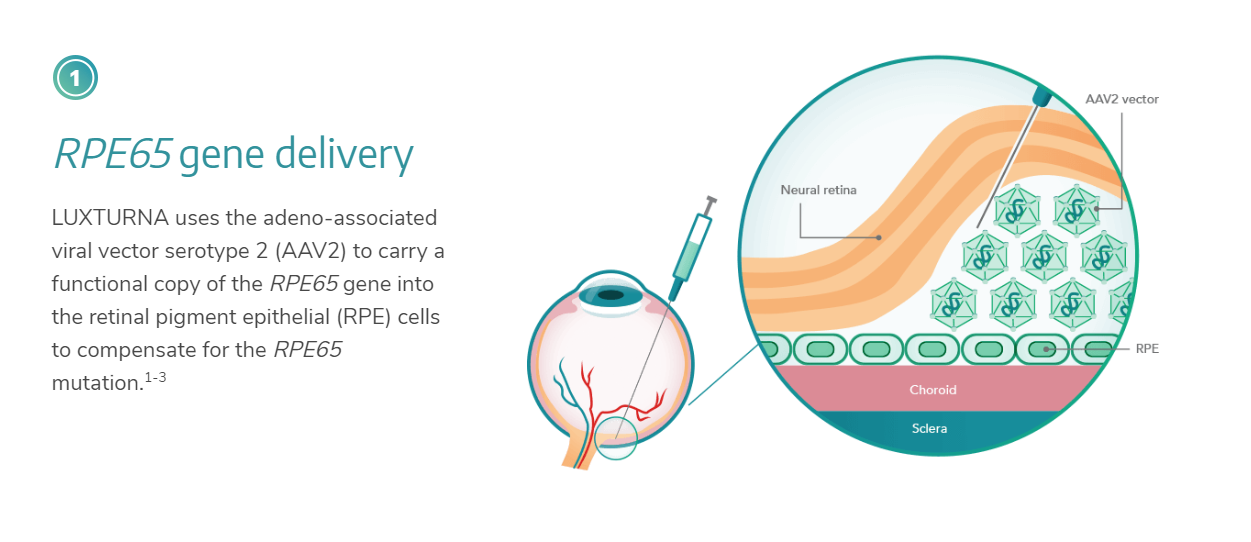 1
RPE65 gene delivery
LUXTURNA uses the adeno-associated
viral vector serotype 2 (AAV2) to carry a
functional copy of the RPE65 gene into
the retinal pigment epithelial (RPE) cells
to compensate for the RPE65
mutation.1-3
AAV2 vector
Neural retina
RPE
Choroid
Sclera